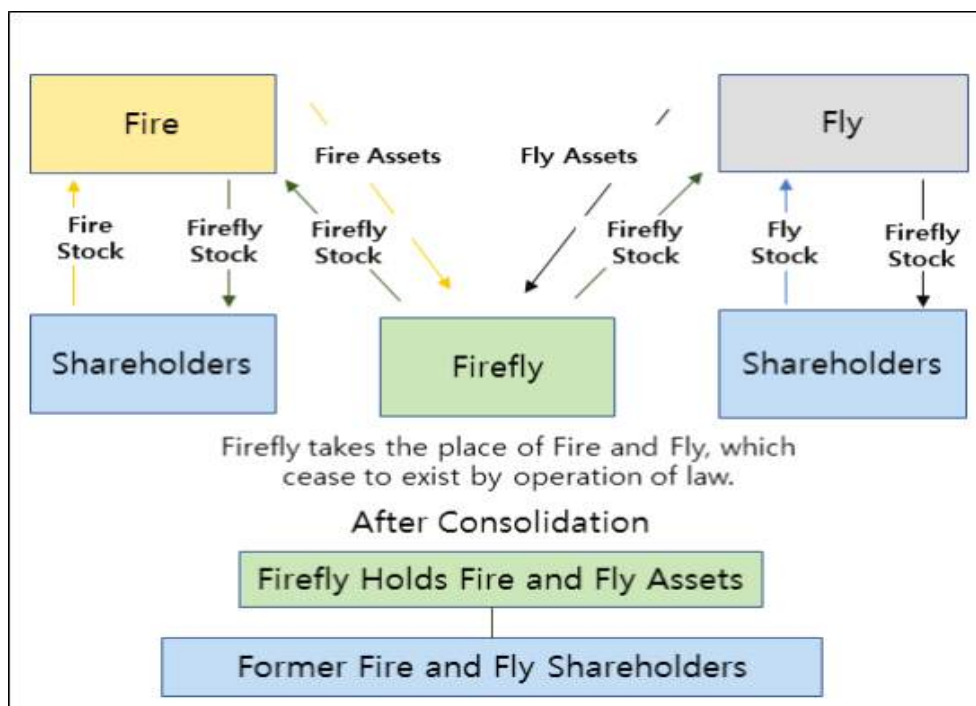 Fire
Fly
Fire Assets
Fly Assets
Fire
Stock
Firefly
Stock
Firefly
Stock
Firefly
Stock
Fly
Stock
Firefly
Stock
Shareholders
Firefly
Shareholders
Firefly takes the place of Fire and Fly, which
cease to exist by operation of law.
After Consolidation
Firefly Holds Fire and Fly Assets
Former Fire and Fly Shareholders